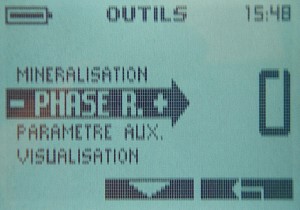 OUTILS 15:48
MINERALISATION
- PHASE R. + 0
PARAMETRE AUX.
VISUALISATION